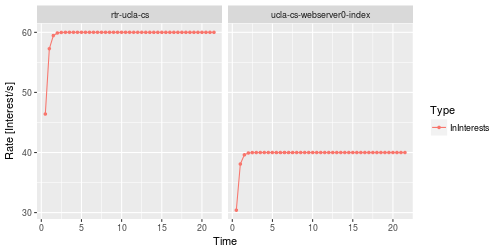 rtr-ucla-cs ucla-cs-webserver0-index
60
50
40
30
Rate [Interest/s]
0 5 10 15 20 0 5 10 15 20
Time
Type
InInterests